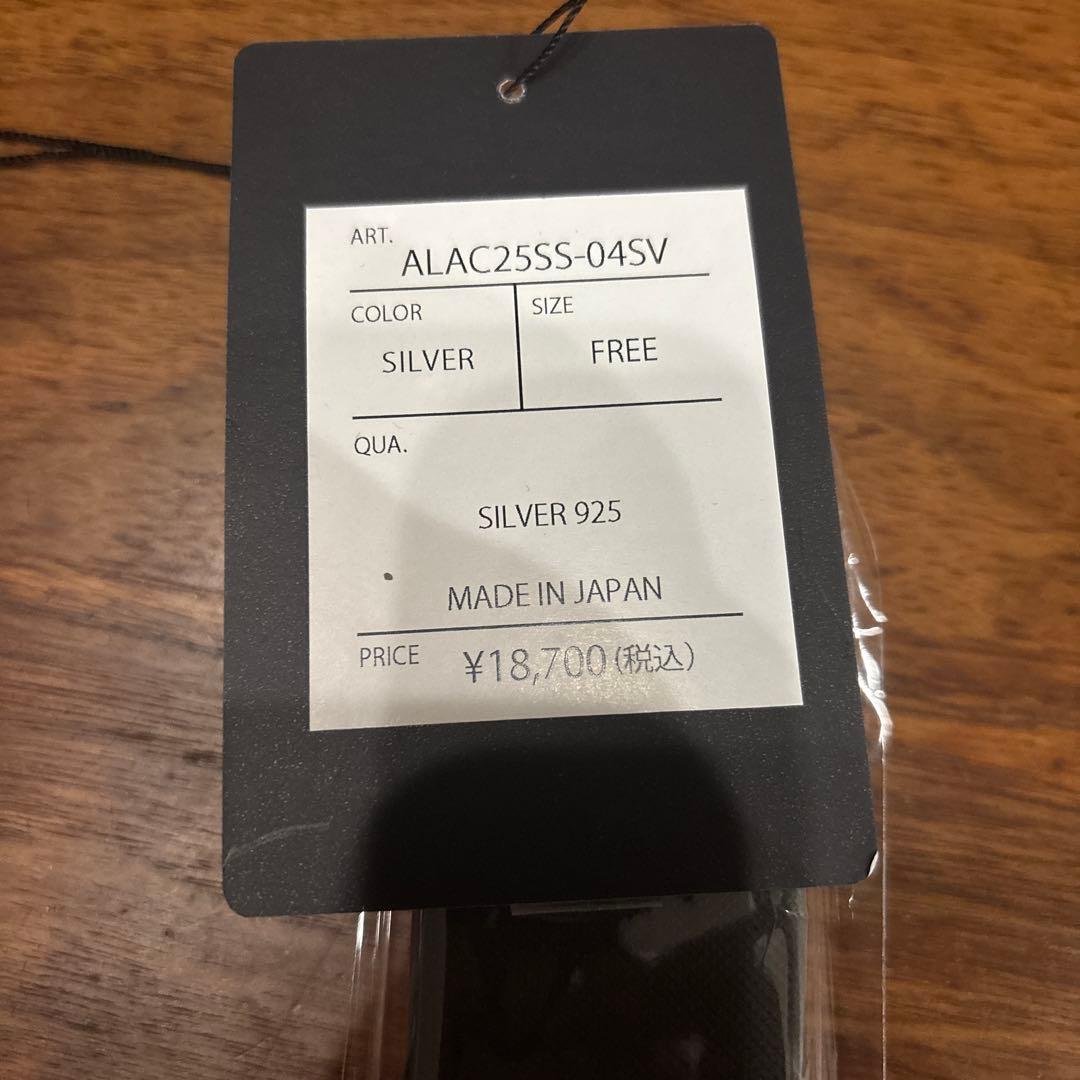 ART.
ALAC25SS-04SV
COLOR
SILVER
SIZE
FREE
QUA.
SILVER 925
MADE IN JAPAN
PRICE ¥18,700(税込)